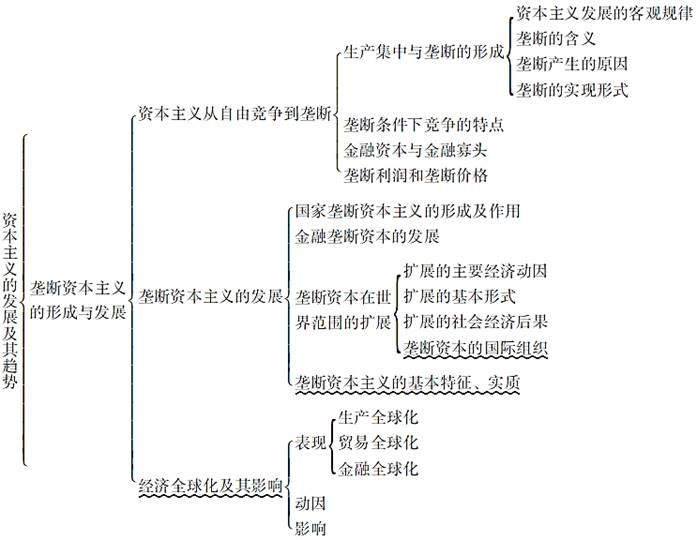 资本主义的发展及其趋势
垄断资本主义
的形成与发展
资本主义从自由竞争到垄断
生产集中与垄断的形成
资本主义发展的客观规律
垄断的含义
垄断产生的原因
垄断的实现形式
垄断条件下竞争的特点
金融资本与金融寡头
垄断利润和垄断价格
垄断资本主义的发展
国家垄断资本主义的形成及作用
金融垄断资本的发展
垄断资本在世
界范围的扩展
扩展的主要经济动因
扩展的基本形式
扩展的社会经济后果
垄断资本的国际组织
垄断资本主义的基本特征、实质
经济全球化及其影响
表现
生产全球化
贸易全球化
金融全球化
动因
影响